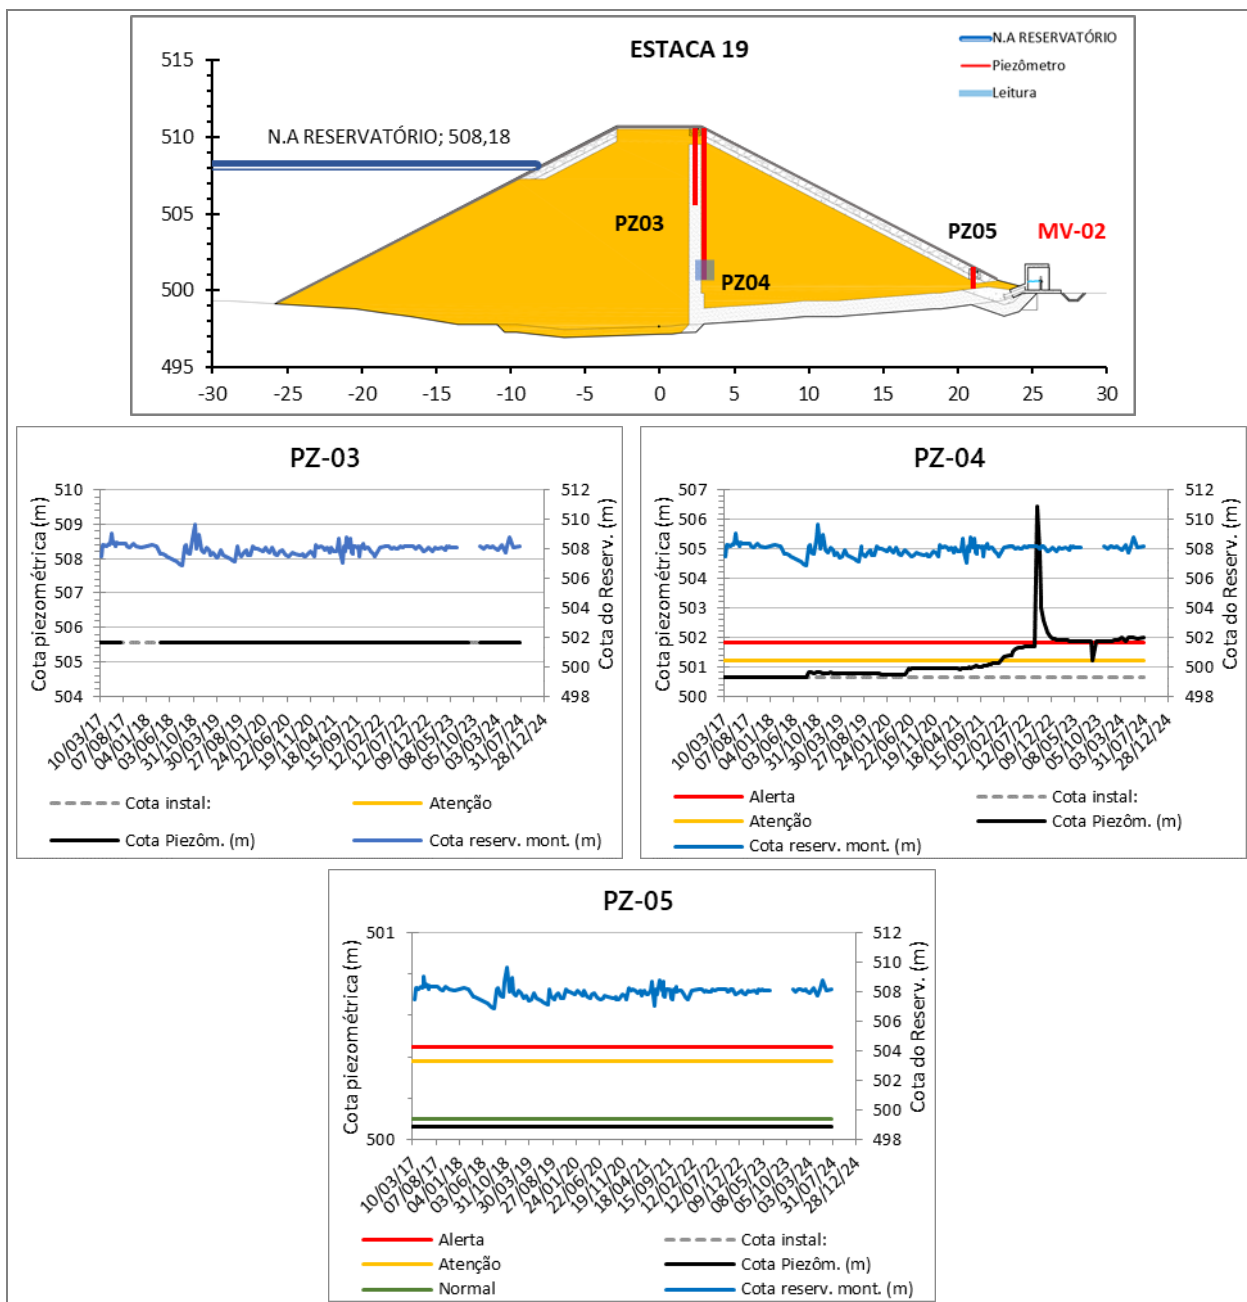 ESTACA 19
N.A RESERVATÓRIO
Piezômetro
Leitura
515
510
505
500
495
N.A RESERVATÓRIO; 508,18
PZ03
PZ04
PZ05
MV-02
-30 -25 -20 -15 -10 -5 0 5 10 15 20 25 30
PZ-03
Cota piezométrica (m)
510
509
508
507
506
505
504
512
510
508
506
504
502
500
498
Cota do Reserv. (m)
10/03/17 07/08/17 04/01/18 03/06/18 31/10/18 30/03/19 27/08/19 24/01/20 22/06/20 19/11/20 18/04/21 15/09/21 12/02/22 12/07/22 09/12/22 08/05/23 05/10/23 03/03/24 31/07/24 28/12/24
Cota instal: Atenção
Cota Piezôm. (m) Cota reserv. mont. (m)
PZ-04
Cota piezométrica (m)
507
506
505
504
503
502
501
500
512
510
508
506
504
502
500
498
Cota do Reserv. (m)
10/03/17 07/08/17 04/01/18 03/06/18 31/10/18 30/03/19 27/08/19 24/01/20 22/06/20 19/11/20 18/04/21 15/09/21 12/02/22 12/07/22 09/12/22 08/05/23 05/10/23 03/03/24 31/07/24 28/12/24
Alerta Cota instal:
Atenção Cota Piezôm. (m)
Cota reserv. mont. (m)
PZ-05
Cota piezométrica (m)
501
500
512
510
508
506
504
502
500
498
Cota do Reserv. (m)
10/03/17 07/08/17 04/01/18 03/06/18 31/10/18 30/03/19 27/08/19 24/01/20 22/06/20 19/11/20 18/04/21 15/09/21 12/02/22 12/07/22 09/12/22 08/05/23 05/10/23 03/03/24 31/07/24 28/12/24
Alerta Cota instal:
Atenção Cota Piezôm. (m)
Normal Cota reserv. mont. (m)